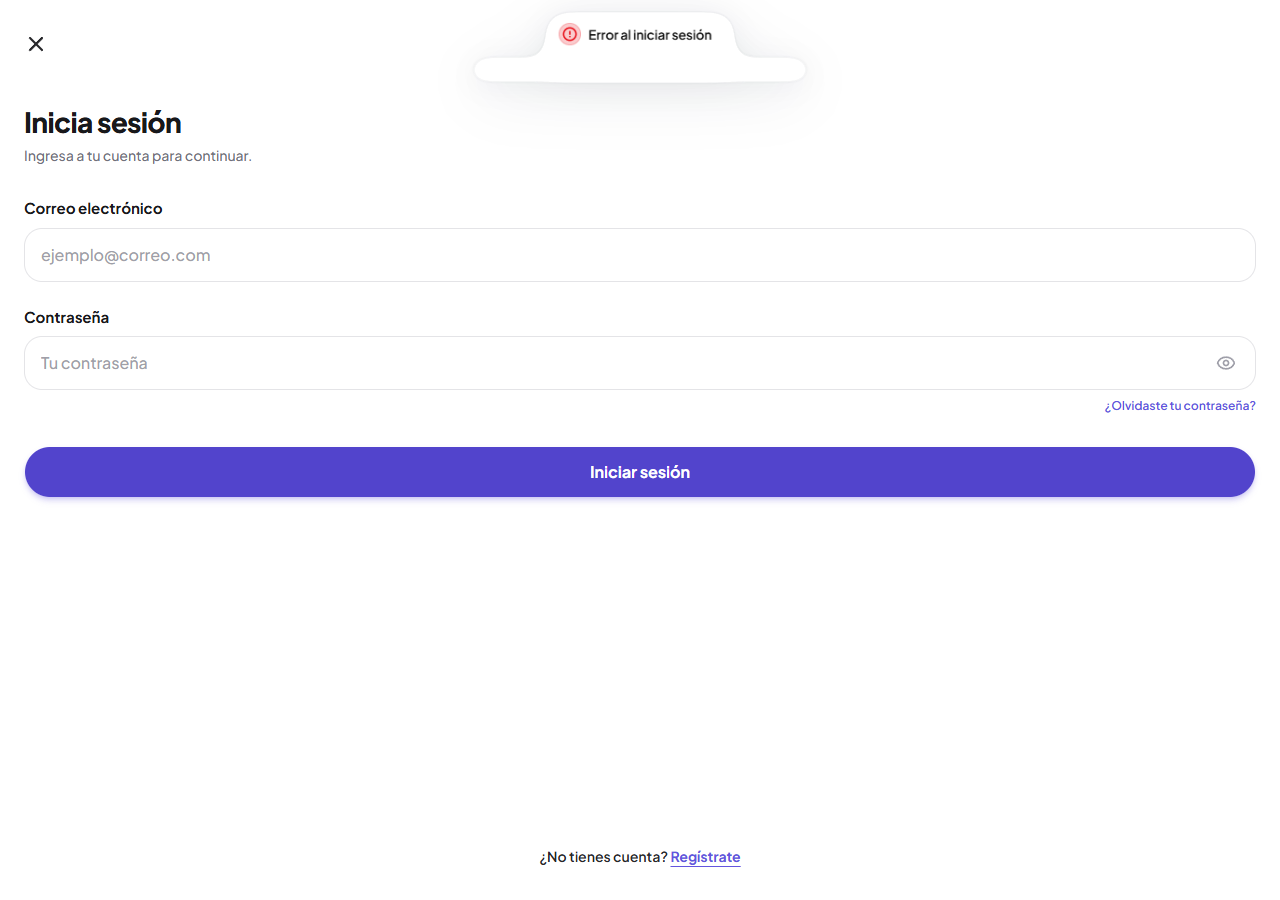 Error al iniciar sesión
Inicia sesión
Ingresa a tu cuenta para continuar.
Correo electrónico
ejemplo@correo.com
Contraseña
Tu contraseña
¿Olvidaste tu contraseña?
Iniciar sesión
¿No tienes cuenta? Regístrate